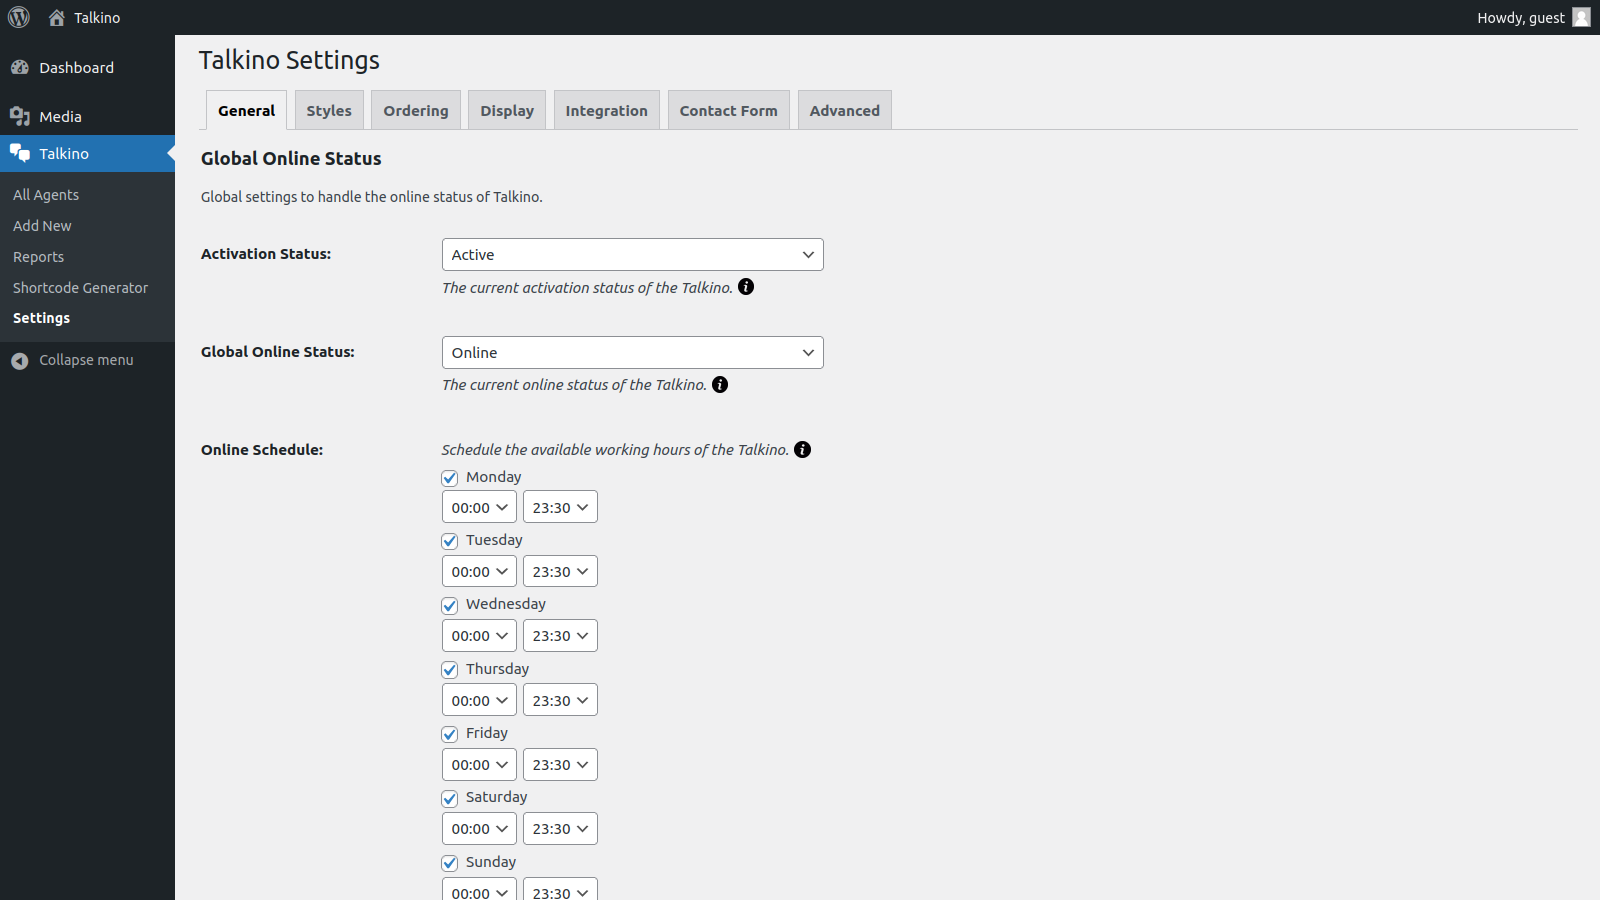 Talkino
Howdy, guest
Dashboard
Media
Talkino
All Agents
Add New
Reports
Shortcode Generator
Settings
Collapse menu
Talkino Settings
General
Styles
Ordering
Display
Integration
Contact Form
Advanced
Global Online Status
Global settings to handle the online status of Talkino.
Activation Status:
Active
The current activation status of the Talkino.
Global Online Status:
Online
The current online status of the Talkino.
Online Schedule:
Schedule the available working hours of the Talkino.
Monday
00:00 23:30
Tuesday
00:00 23:30
Wednesday
00:00 23:30
Thursday
00:00 23:30
Friday
00:00 23:30
Saturday
00:00 23:30
Sunday
00:00 23:30